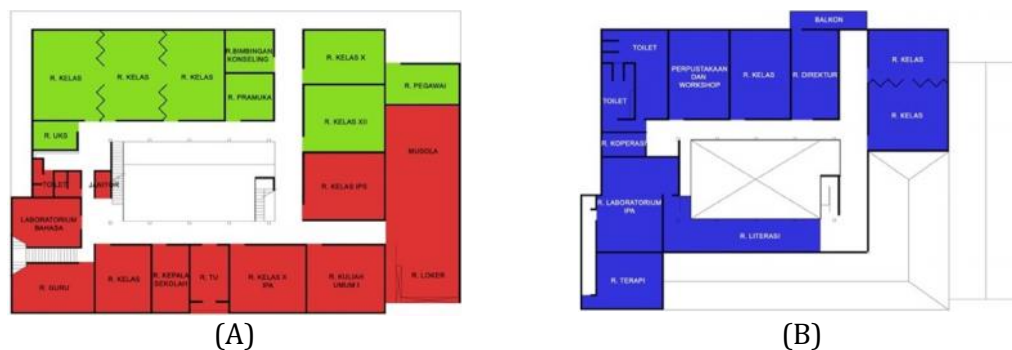 R. KELAS
R. KELAS
R. KELAS
R.BIMBINGAN
KONSELING
R. PRAMUKA
R. KELAS X
R. PEGAWAI
R. KELAS XII
R. UKS
TOILET
JANITOR
R. KELAS IPS
MUSOLA
LABORATORIUM
BAHASA
R. GURU
R. KELAS
R. KEPALA
SEKOLAH
R. TU
R. KELAS X
IPA
R. KULIAH
UMUM I
R. LOKER
(A)
BALKON
TOILET
PERPUSTAKAAN
DAN
WORKSHOP
R. KELAS
R. DIREKTUR
R. KELAS
R. KELAS
TOILET
R. KOPERASI
R. LABORATORIUM
IPA
R. LITERASI
R. TERAPI
(B)